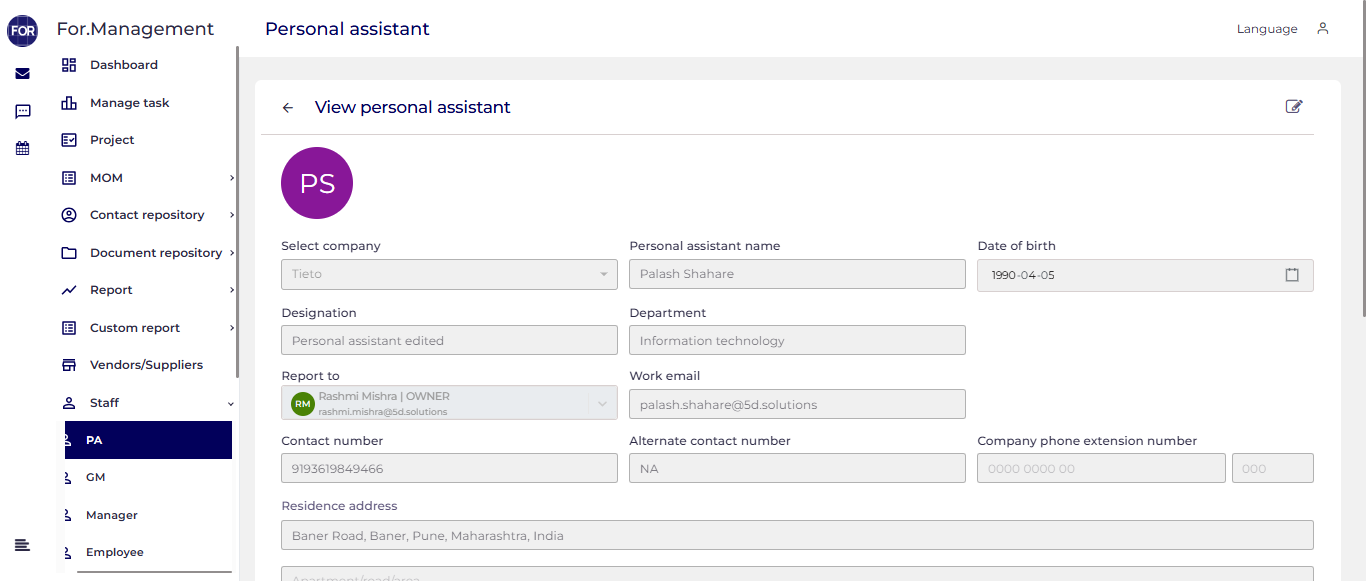 FOR
For.Management
Personal assistant
Language
Dashboard
Manage task
Project
MOM
Contact repository
Document repository
Report
Custom report
Vendors/Suppliers
Staff
PA
GM
Manager
Employee
View personal assistant
PS
Select company
Personal assistant name
Date of birth
Tieto
Palash Shahare
1990-04-05
Designation
Department
Personal assistant edited
Information technology
Report to
Work email
RM
Rashmi Mishra | OWNER
rashmi.mishra@5d.solutions
palash.shahare@5d.solutions
Contact number
Alternate contact number
Company phone extension number
9193619849466
NA
0000 0000 00
000
Residence address
Baner Road, Baner, Pune, Maharashtra, India
Apartment/road/area